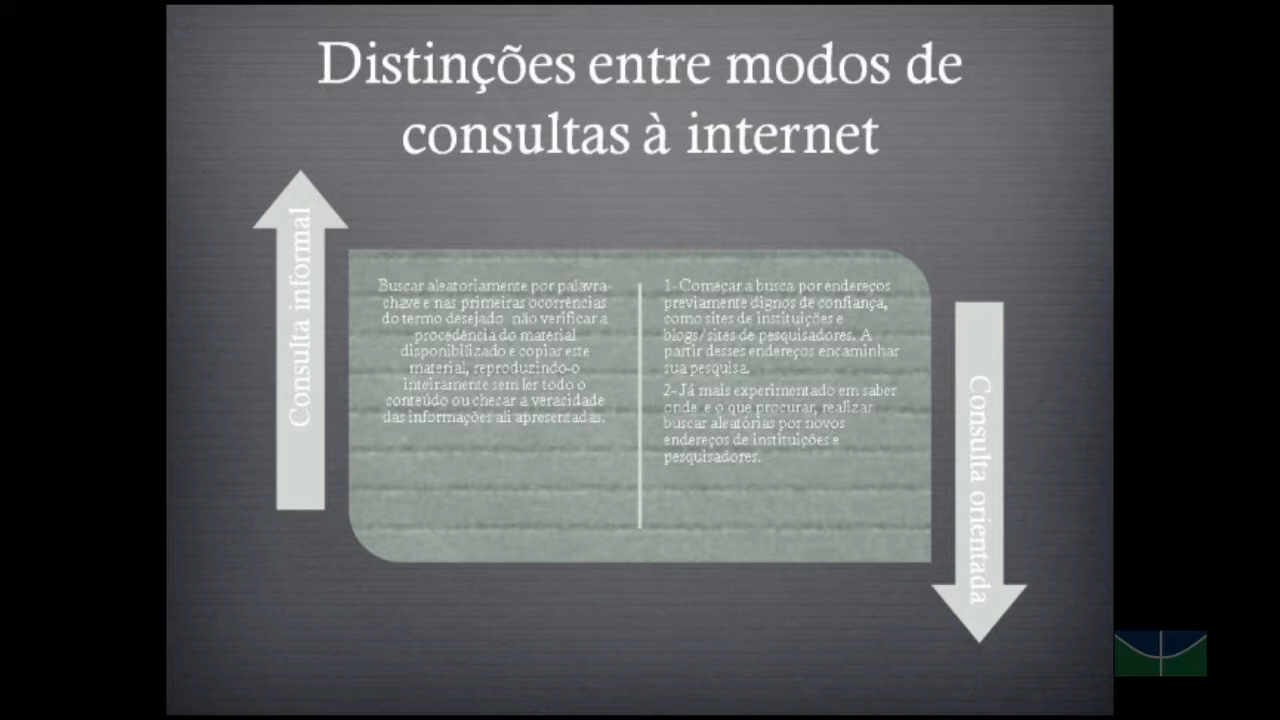 Distinções entre modos de
consultas à internet
Consulta informal
Buscar aleatoriamente por palavra-
chave e nas primeiras ocorrências
do termo desejado não verificar a
procedência do material
disponibilizado e copiar este
material, reproduzindo-o
inteiramente sem ler todo o
conteúdo ou checar a veracidade
das informações ali apresentadas.
1- Começar a busca por endereços
previamente dignos de confiança,
como sites de instituições e
blogs/sites de pesquisadores. A
partir desses endereços encaminhar
sua pesquisa.
2- Já mais experimentado em saber
onde e o que procurar, realizar
buscar aleatórias por novos
endereços de instituições e
pesquisadores.
Consulta orientada